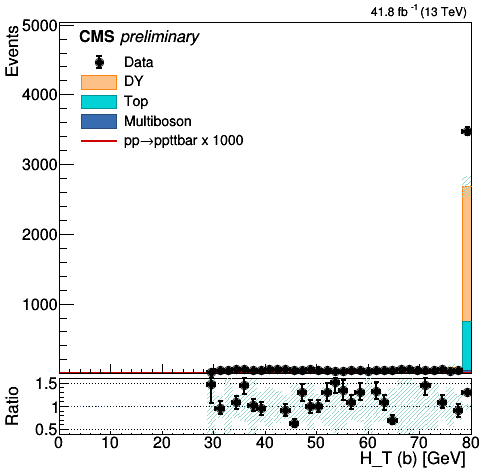 41.8 fb⁻¹ (13 TeV)
CMS preliminary
Data
DY
Top
Multiboson
pp→ppttbar x 1000
Events
5000
4000
3000
2000
1000
Ratio
1.5
1
0.5
0 10 20 30 40 50 60 70 80
H_T (b) [GeV]